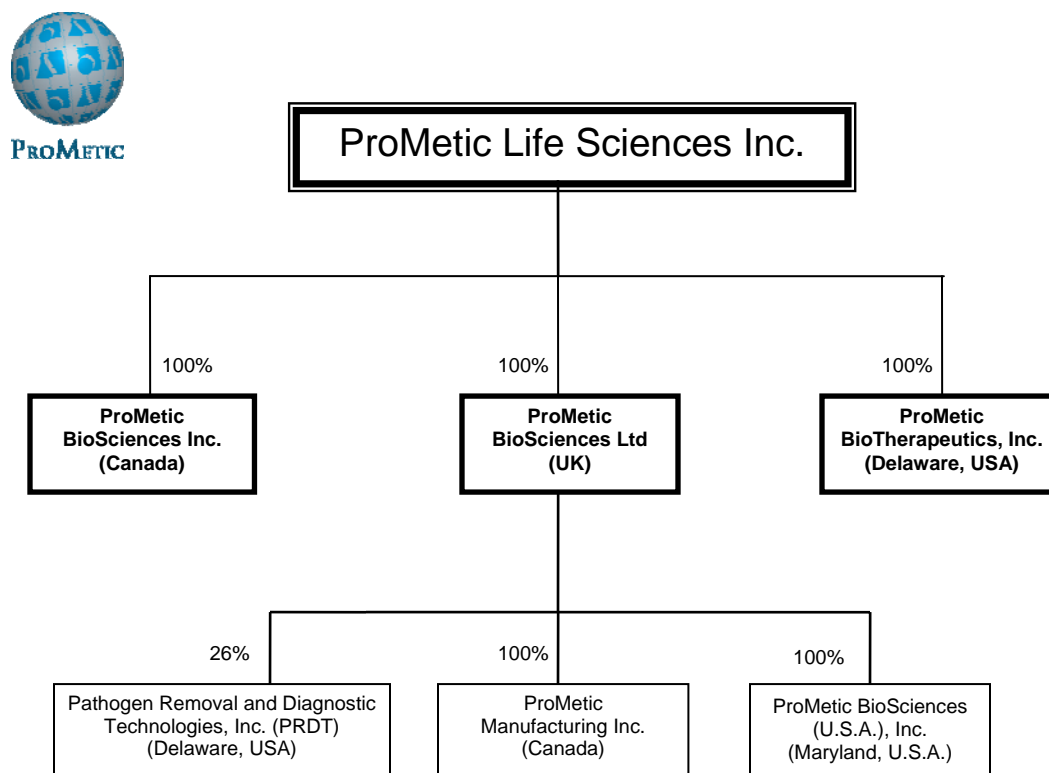 PROMETIC
ProMetic Life Sciences Inc.
100%
100%
100%
ProMetic
BioSciences Inc.
(Canada)
ProMetic
BioSciences Ltd
(UK)
ProMetic
BioTherapeutics, Inc.
(Delaware, USA)
26%
100%
100%
Pathogen Removal and Diagnostic
Technologies, Inc. (PRDT)
(Delaware, USA)
ProMetic
Manufacturing Inc.
(Canada)
ProMetic BioSciences
(U.S.A.), Inc.
(Maryland, U.S.A.)